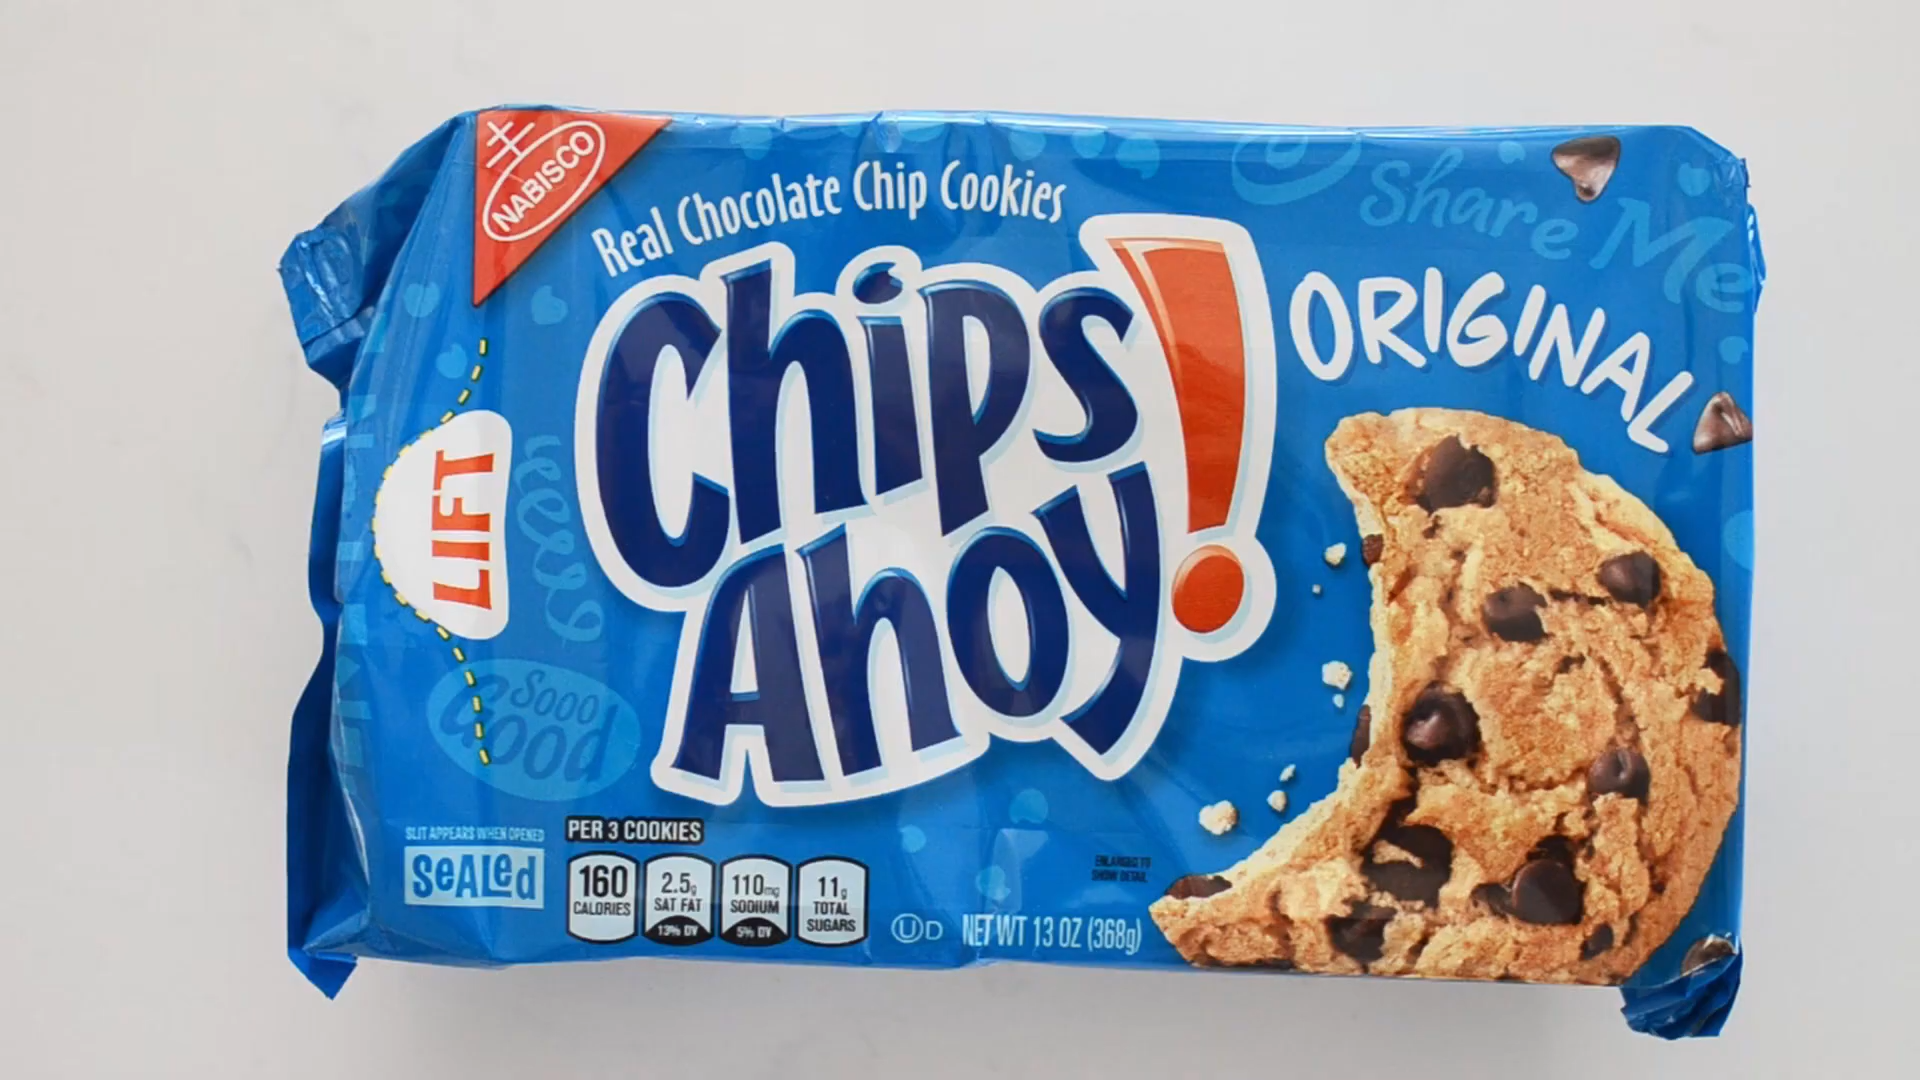 NABISCO
Real Chocolate Chip Cookies
Chips
Ahoy!
Share Me
ORIGINAL
LIFT
Sooo
Good
SLIT APPEARS WHEN OPENED
SeALed
PER 3 COOKIES
160
CALORIES
2.5g
SAT FAT
13% DV
110mg
SODIUM
5% DV
11g
TOTAL
SUGARS
ENLARGED TO
SHOW DETAIL
U D
NET WT 13 OZ (368g)